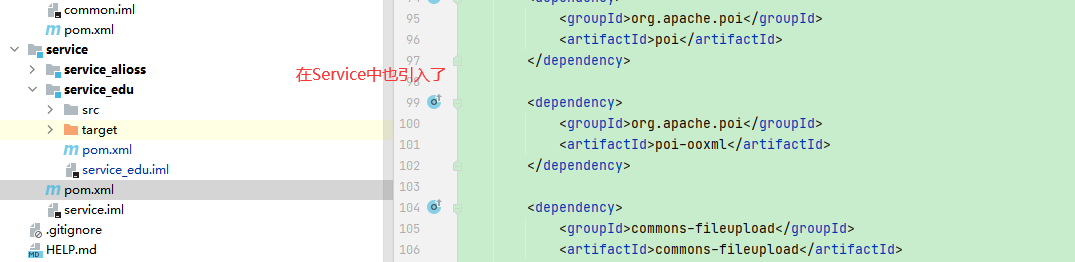 common.iml
pom.xml
service
service_alioss
service_edu
src
target
pom.xml
service_edu.iml
pom.xml
service.iml
.gitignore
HELP.md
在Service中也引入了
<dependency>
95 <groupId>org.apache.poi</groupId>
96 <artifactId>poi</artifactId>
97 </dependency>
98
99 <dependency>
100 <groupId>org.apache.poi</groupId>
101 <artifactId>poi-ooxml</artifactId>
102 </dependency>
103
104 <dependency>
105 <groupId>commons-fileupload</groupId>
106 <artifactId>commons-fileupload</artifactId>